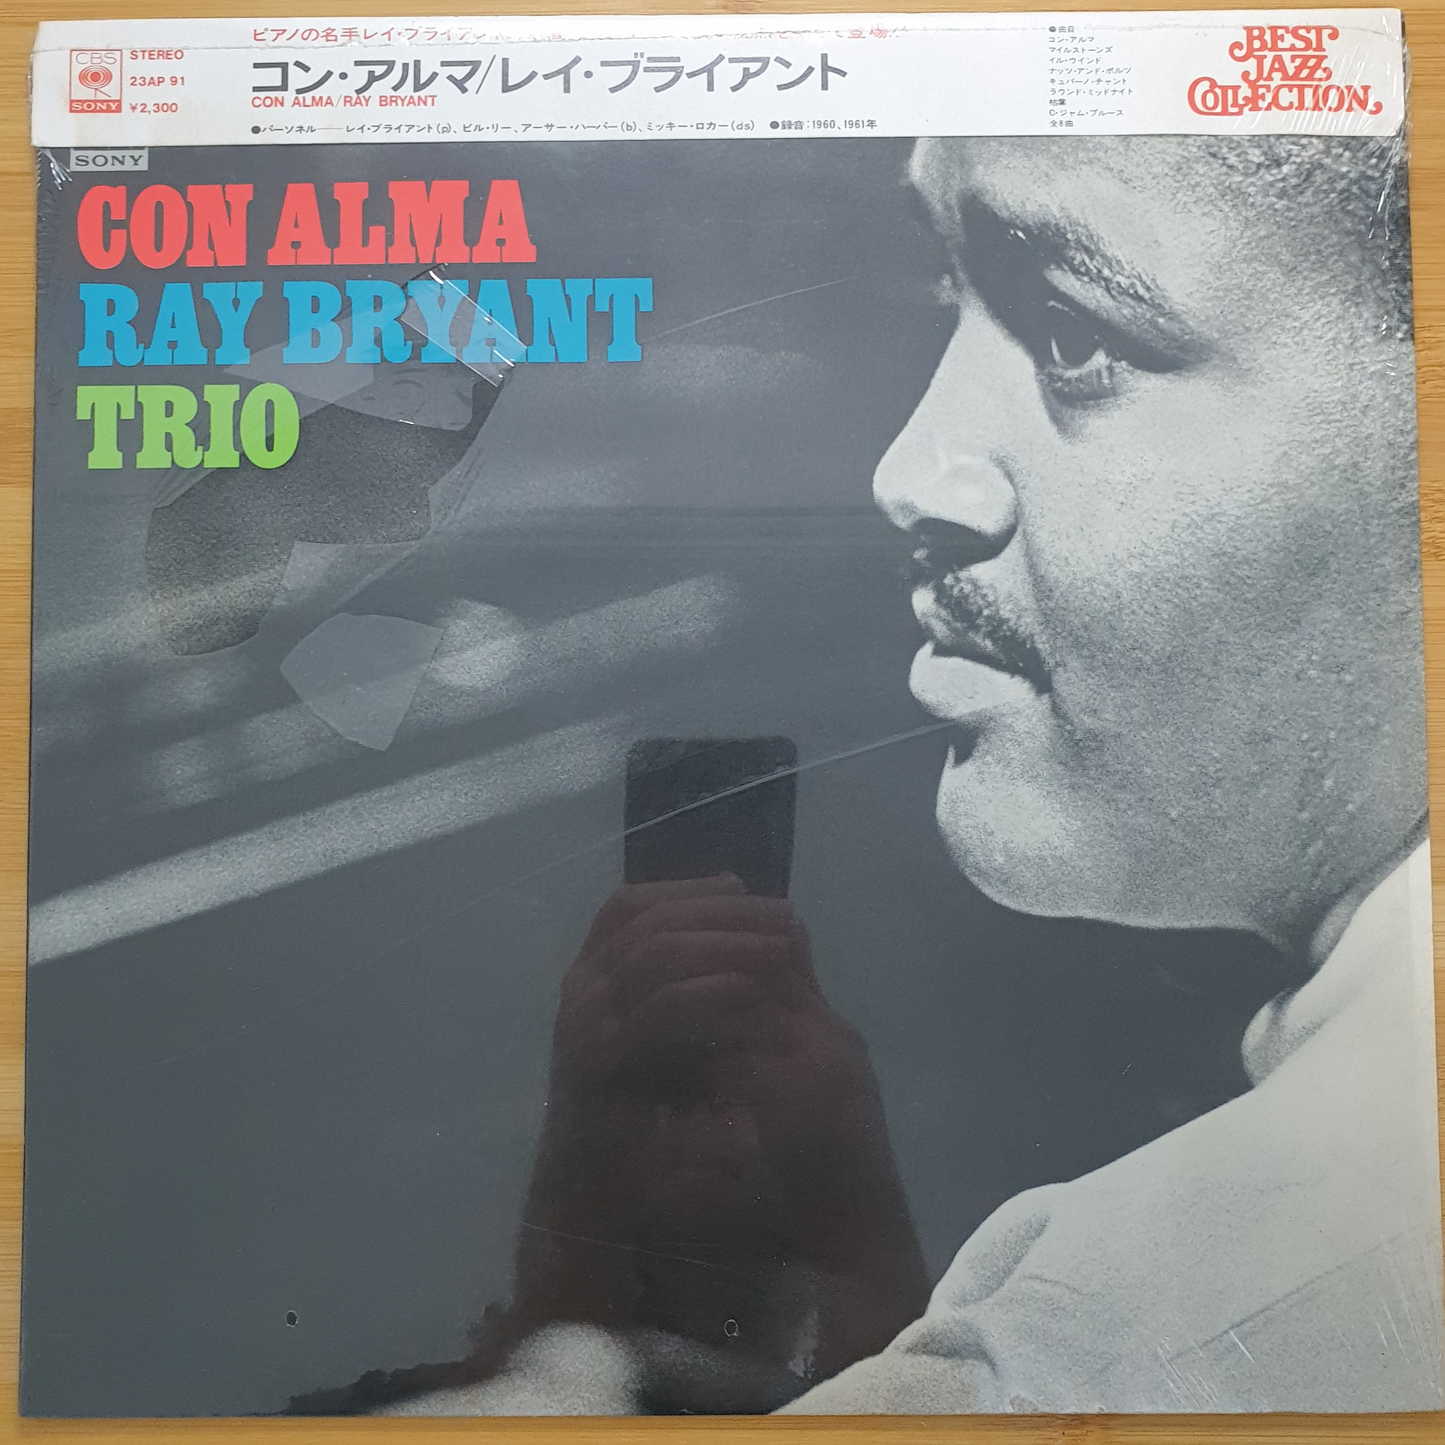 ピアノの名手レイ・ブライアン
登場!!
CBS
SONY
STEREO
23AP 91
¥2,300
コン・アルマ/レイ・ブライアント
CON ALMA/RAY BRYANT
●パーソネル――レイ・ブライアント(p)、ビル・リー、アーサー・ハーパー(b)、ミッキー・ロカー(ds) ●録音:1960、1961年
●曲目
コン・アルマ
マイルストーンズ
イル・ウインド
ナッツ・アンド・ボルツ
キュバーノ・チャント
ラウンド・ミッドナイト
枯葉
C・ジャム・ブルース
全8曲
BEST
JAZZ
COLLECTION
SONY
CON ALMA
RAY BRYANT
TRIO